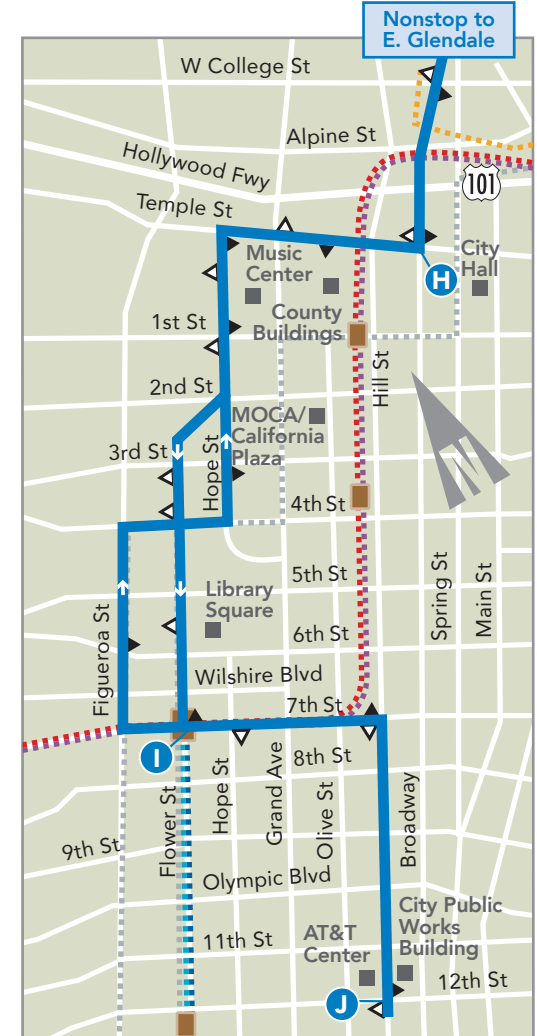 Nonstop to
E. Glendale
W College St
Alpine St
Hollywood Fwy
101
Temple St
Music
Center
City
Hall
H
County
Buildings
1st St
Hill St
2nd St
MOCA/
California
Plaza
3rd St
Hope St
4th St
5th St
Spring St
Main St
Library
Square
6th St
Figueroa St
Wilshire Blvd
7th St
I
8th St
Flower St
Hope St
Grand Ave
Olive St
Broadway
9th St
Olympic Blvd
11th St
AT&T
Center
City Public
Works
Building
12th St
J